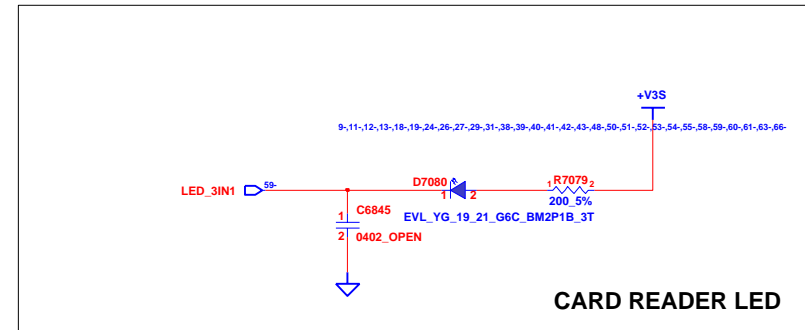 +V3S
9-,11-,12-,13-,18-,19-,24-,26-,27-,29-,31-,38-,39-,40-,41-,42-,43-,48-,50-,51-,52-,53-,54-,55-,58-,59-,60-,61-,63-,66-
D7080
R7079
LED_3IN1
59-
1
2
1
2
200_5%
C6845
1
EVL_YG_19_21_G6C_BM2P1B_3T
2
0402_OPEN
CARD READER LED